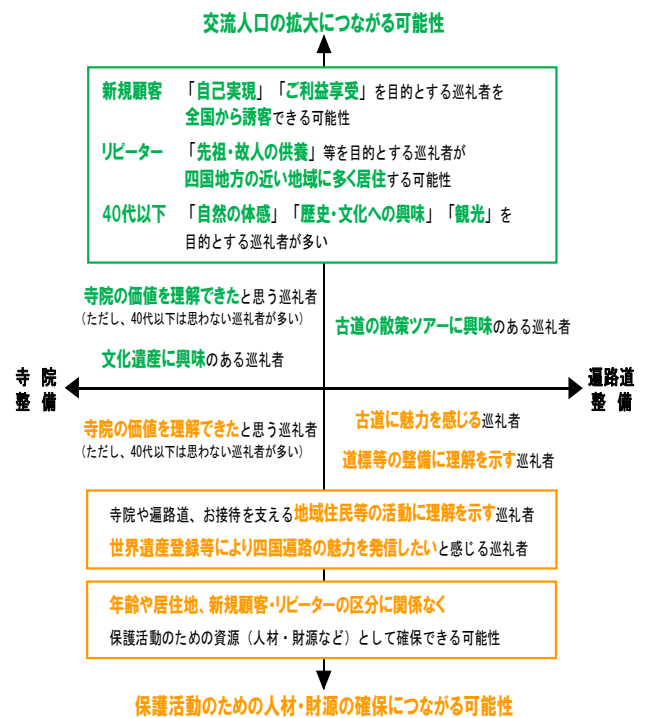 交流人口の拡大につながる可能性
新規顧客 「自己実現」「ご利益享受」を目的とする巡礼者を
全国から誘客できる可能性
リピーター 「先祖・故人の供養」等を目的とする巡礼者が
四国地方の近い地域に多く居住する可能性
40代以下 「自然の体感」「歴史・文化への興味」「観光」を
目的とする巡礼者が多い
寺院の価値を理解できたと思う巡礼者
(ただし、40代以下は思わない巡礼者が多い)
古道の散策ツアーに興味のある巡礼者
文化遺産に興味のある巡礼者
寺院
整備
遍路道
整備
寺院の価値を理解できたと思う巡礼者
(ただし、40代以下は思わない巡礼者が多い)
古道に魅力を感じる巡礼者
道標等の整備に理解を示す巡礼者
寺院や遍路道、お接待を支える地域住民等の活動に理解を示す巡礼者
世界遺産登録等により四国遍路の魅力を発信したいと感じる巡礼者
年齢や居住地、新規顧客・リピーターの区分に関係なく
保護活動のための資源(人材・財源など)として確保できる可能性
保護活動のための人材・財源の確保につながる可能性